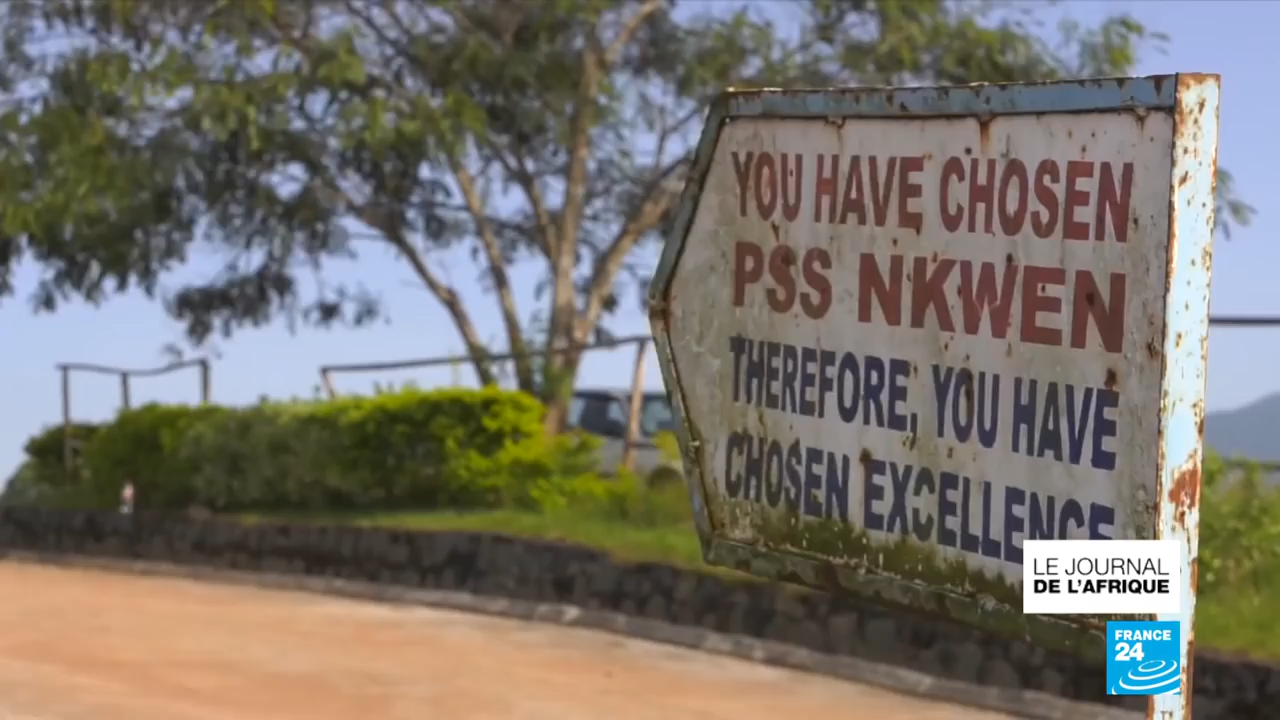 YOU HAVE CHOSEN
PSS NKWEN
THEREFORE, YOU HAVE
CHOSEN EXCELLENCE
LE JOURNAL
DE L'AFRIQUE
FRANCE
24